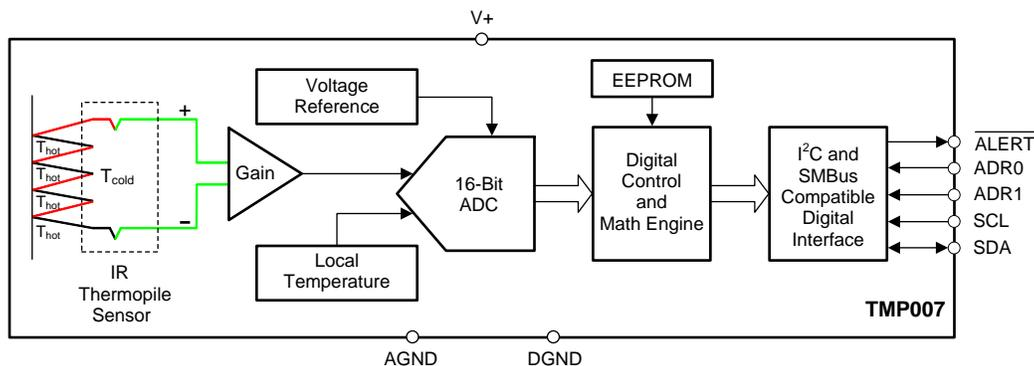 V+
Voltage
Reference
EEPROM
+
T_hot
T_hot
T_hot
T_hot
T_cold
−
Gain
16-Bit
ADC
Digital
Control
and
Math Engine
I²C and
SMBus
Compatible
Digital
Interface
A̅L̅E̅R̅T̅
ADR0
ADR1
SCL
SDA
Local
Temperature
IR
Thermopile
Sensor
TMP007
AGND
DGND